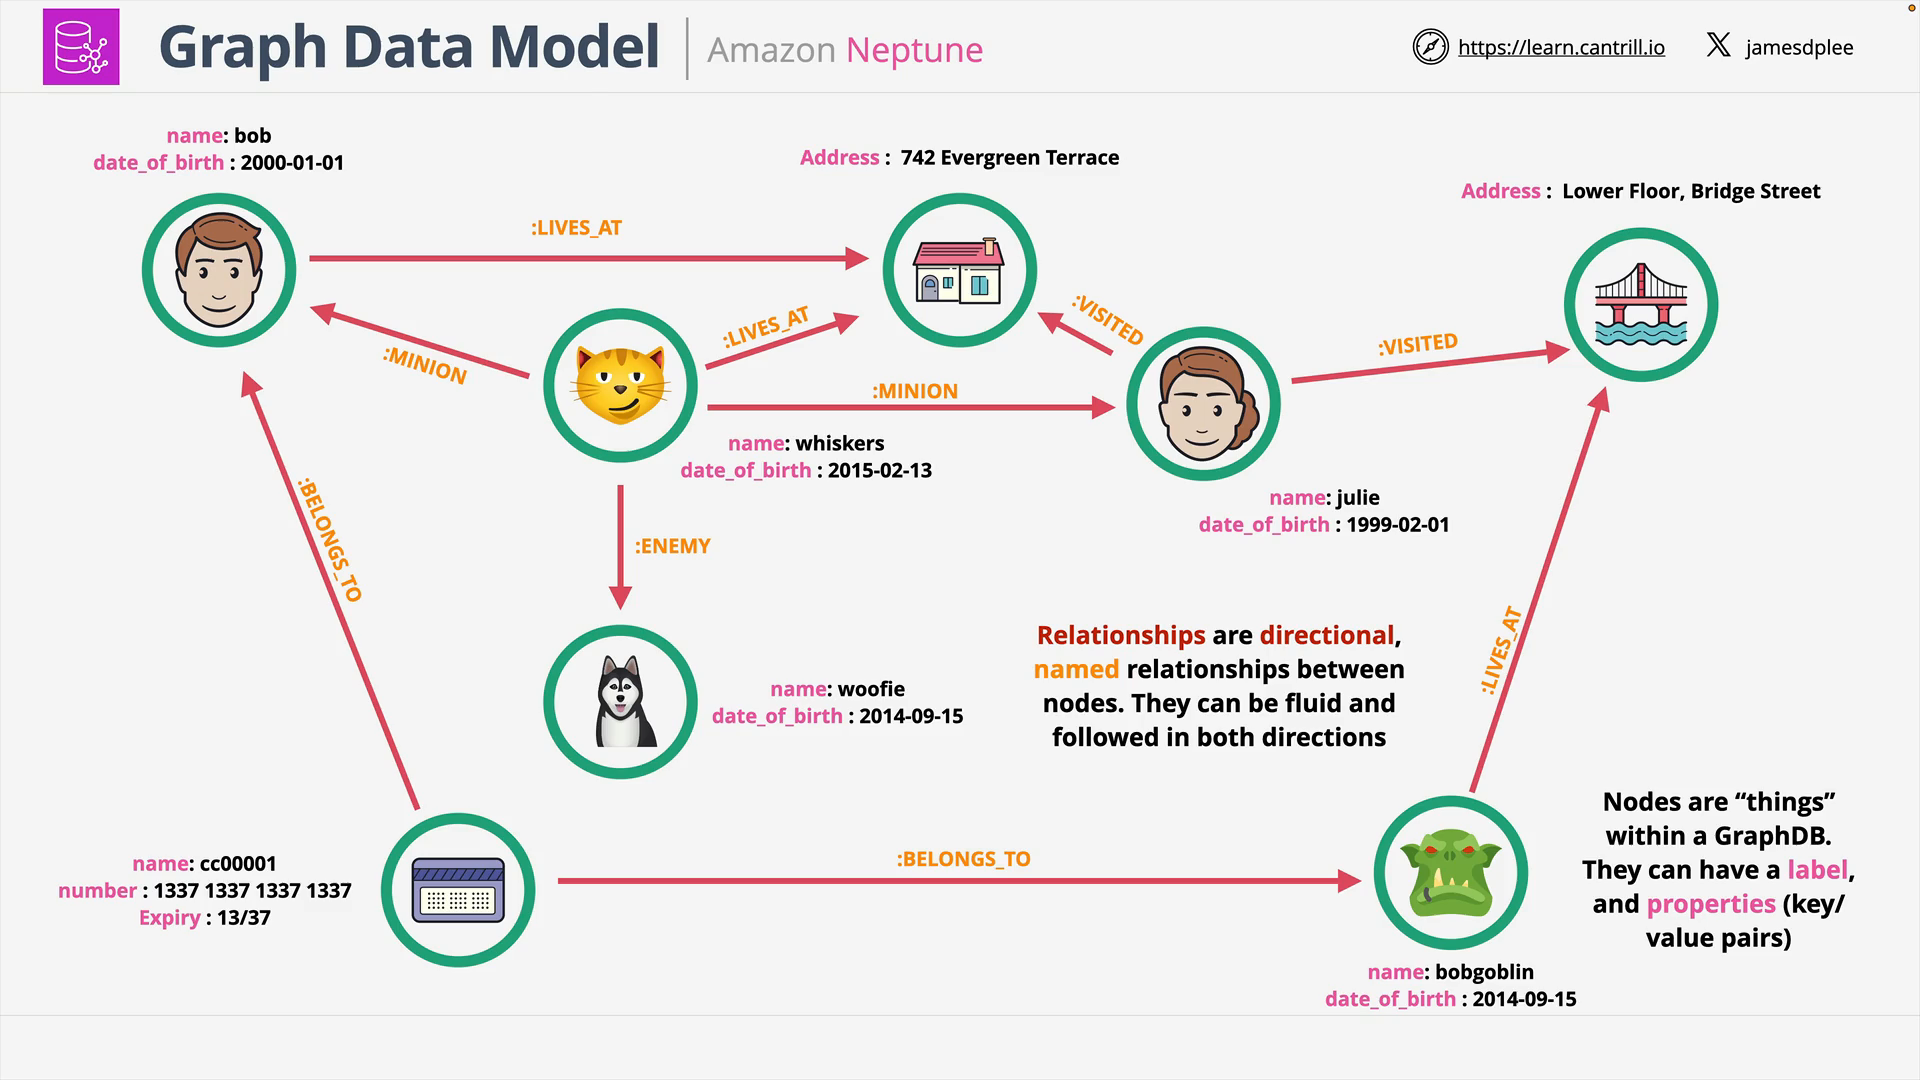 Graph Data Model
Amazon Neptune
https://learn.cantrill.io
jamesdplee
name: bob
date_of_birth : 2000-01-01
Address : 742 Evergreen Terrace
Address : Lower Floor, Bridge Street
:LIVES_AT
:MINION
:LIVES_AT
:VISITED
:VISITED
:MINION
name: whiskers
date_of_birth : 2015-02-13
name: julie
date_of_birth : 1999-02-01
:BELONGS_TO
:ENEMY
name: woofie
date_of_birth : 2014-09-15
Relationships are directional,
named relationships between
nodes. They can be fluid and
followed in both directions
:LIVES_AT
Nodes are “things”
within a GraphDB.
They can have a label,
and properties (key/
value pairs)
name: cc00001
number : 1337 1337 1337 1337
Expiry : 13/37
:BELONGS_TO
name: bobgoblin
date_of_birth : 2014-09-15